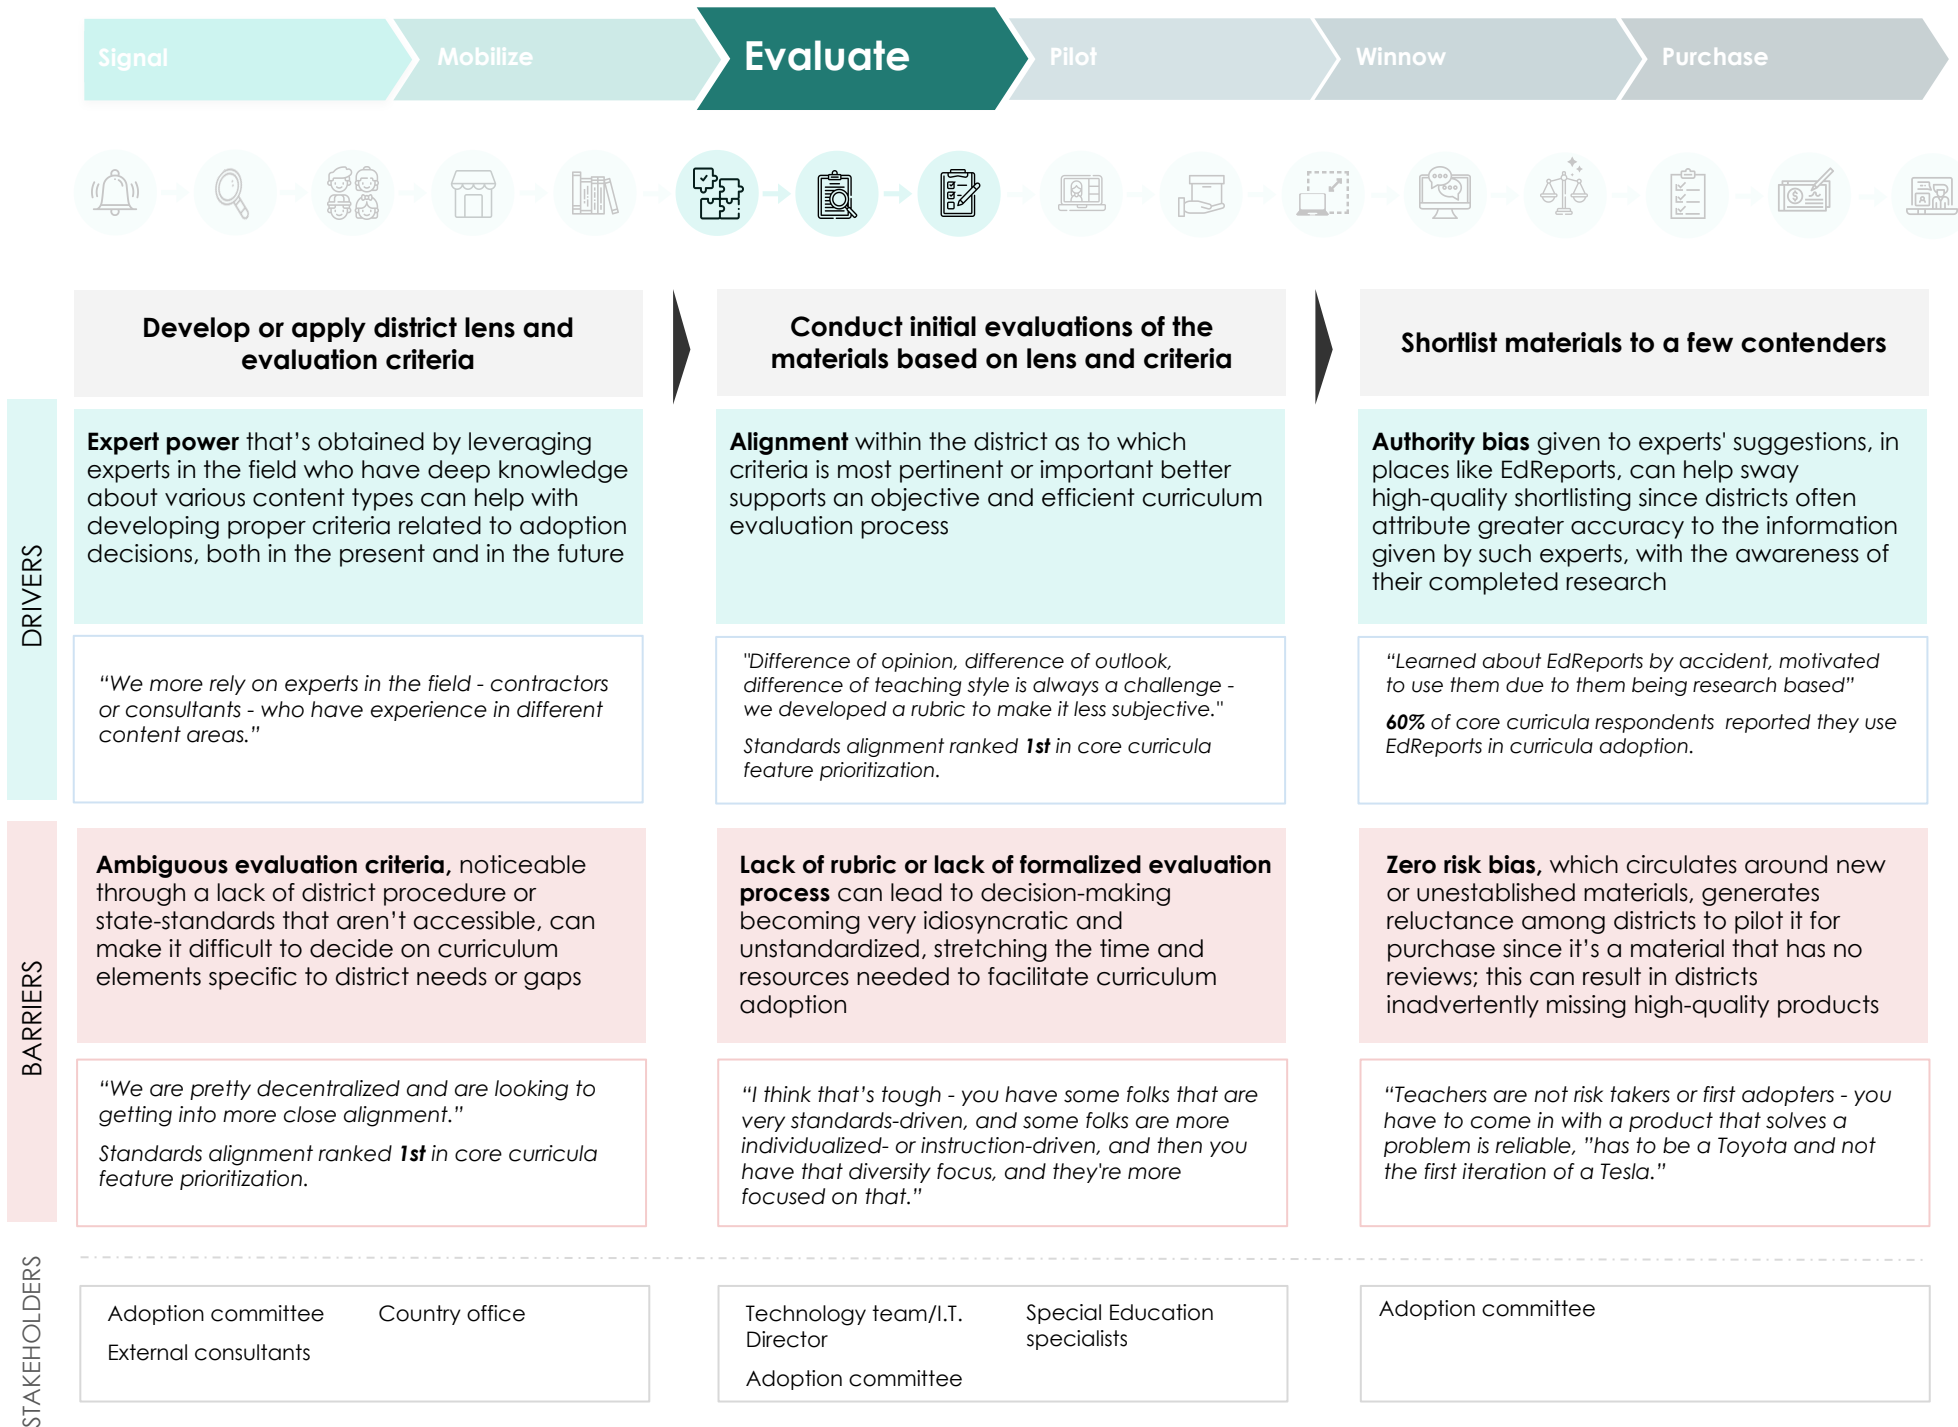 Signal
Mobilize
Evaluate
Pilot
Winnow
Purchase
Develop or apply district lens and
evaluation criteria
Conduct initial evaluations of the
materials based on lens and criteria
Shortlist materials to a few contenders
DRIVERS
Expert power that's obtained by leveraging
experts in the field who have deep knowledge
about various content types can help with
developing proper criteria related to adoption
decisions, both in the present and in the future
Alignment within the district as to which
criteria is most pertinent or important better
supports an objective and efficient curriculum
evaluation process
Authority bias given to experts' suggestions, in
places like EdReports, can help sway
high-quality shortlisting since districts often
attribute greater accuracy to the information
given by such experts, with the awareness of
their completed research
“We more rely on experts in the field - contractors
or consultants - who have experience in different
content areas.”
"Difference of opinion, difference of outlook,
difference of teaching style is always a challenge -
we developed a rubric to make it less subjective."
Standards alignment ranked 1st in core curricula
feature prioritization.
“Learned about EdReports by accident, motivated
to use them due to them being research based”
60% of core curricula respondents reported they use
EdReports in curricula adoption.
BARRIERS
Ambiguous evaluation criteria, noticeable
through a lack of district procedure or
state-standards that aren’t accessible, can
make it difficult to decide on curriculum
elements specific to district needs or gaps
Lack of rubric or lack of formalized evaluation
process can lead to decision-making
becoming very idiosyncratic and
unstandardized, stretching the time and
resources needed to facilitate curriculum
adoption
Zero risk bias, which circulates around new
or unestablished materials, generates
reluctance among districts to pilot it for
purchase since it’s a material that has no
reviews; this can result in districts
inadvertently missing high-quality products
“We are pretty decentralized and are looking to
getting into more close alignment.”
Standards alignment ranked 1st in core curricula
feature prioritization.
“I think that’s tough - you have some folks that are
very standards-driven, and some folks are more
individualized- or instruction-driven, and then you
have that diversity focus, and they're more
focused on that.”
“Teachers are not risk takers or first adopters - you
have to come in with a product that solves a
problem is reliable, ”has to be a Toyota and not
the first iteration of a Tesla.”
STAKEHOLDERS
Adoption committee
Country office
External consultants
Technology team/I.T.
Director
Special Education
specialists
Adoption committee
Adoption committee